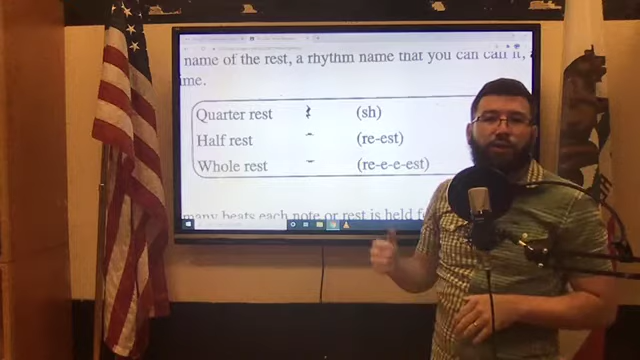 name of the rest, a rhythm name that you can call it,
ime.
Quarter rest 𝄽 (sh)
Half rest (re-est)
Whole rest (re-e-e-est)
many beats each note or rest is held f